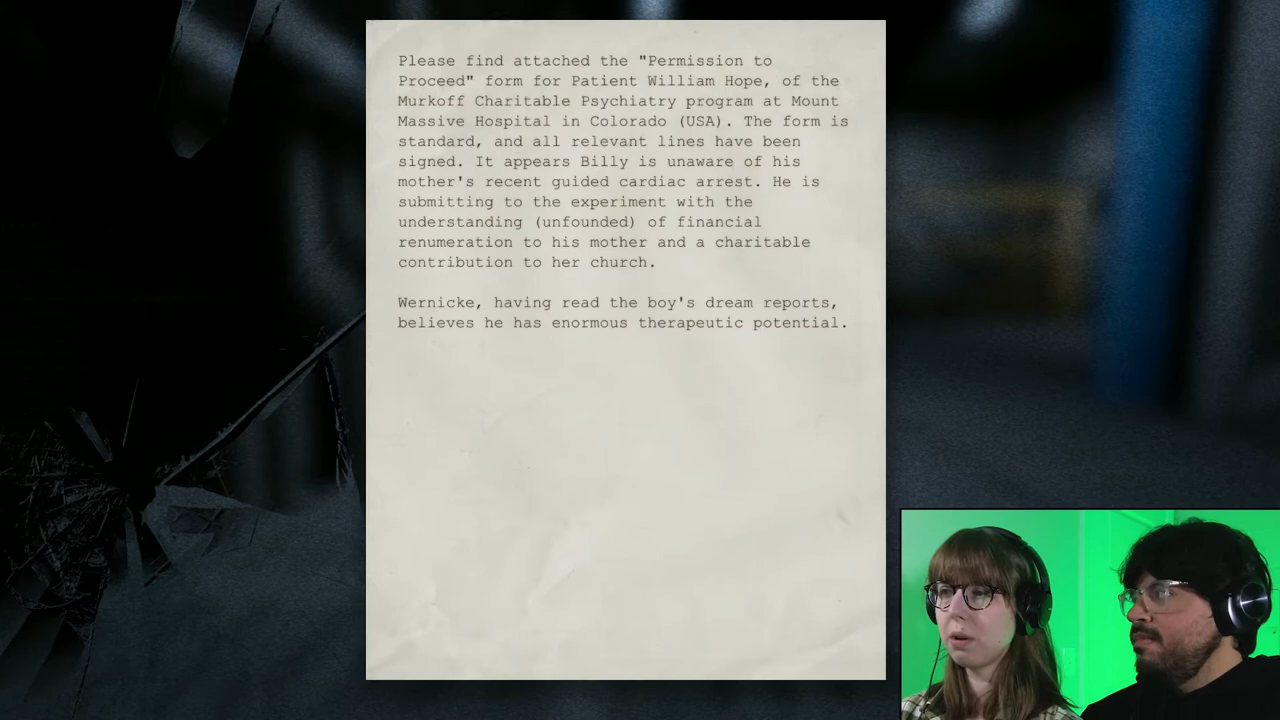 Please find attached the "Permission to
Proceed" form for Patient William Hope, of the
Murkoff Charitable Psychiatry program at Mount
Massive Hospital in Colorado (USA). The form is
standard, and all relevant lines have been
signed. It appears Billy is unaware of his
mother's recent guided cardiac arrest. He is
submitting to the experiment with the
understanding (unfounded) of financial
renumeration to his mother and a charitable
contribution to her church.
Wernicke, having read the boy's dream reports,
believes he has enormous therapeutic potential.